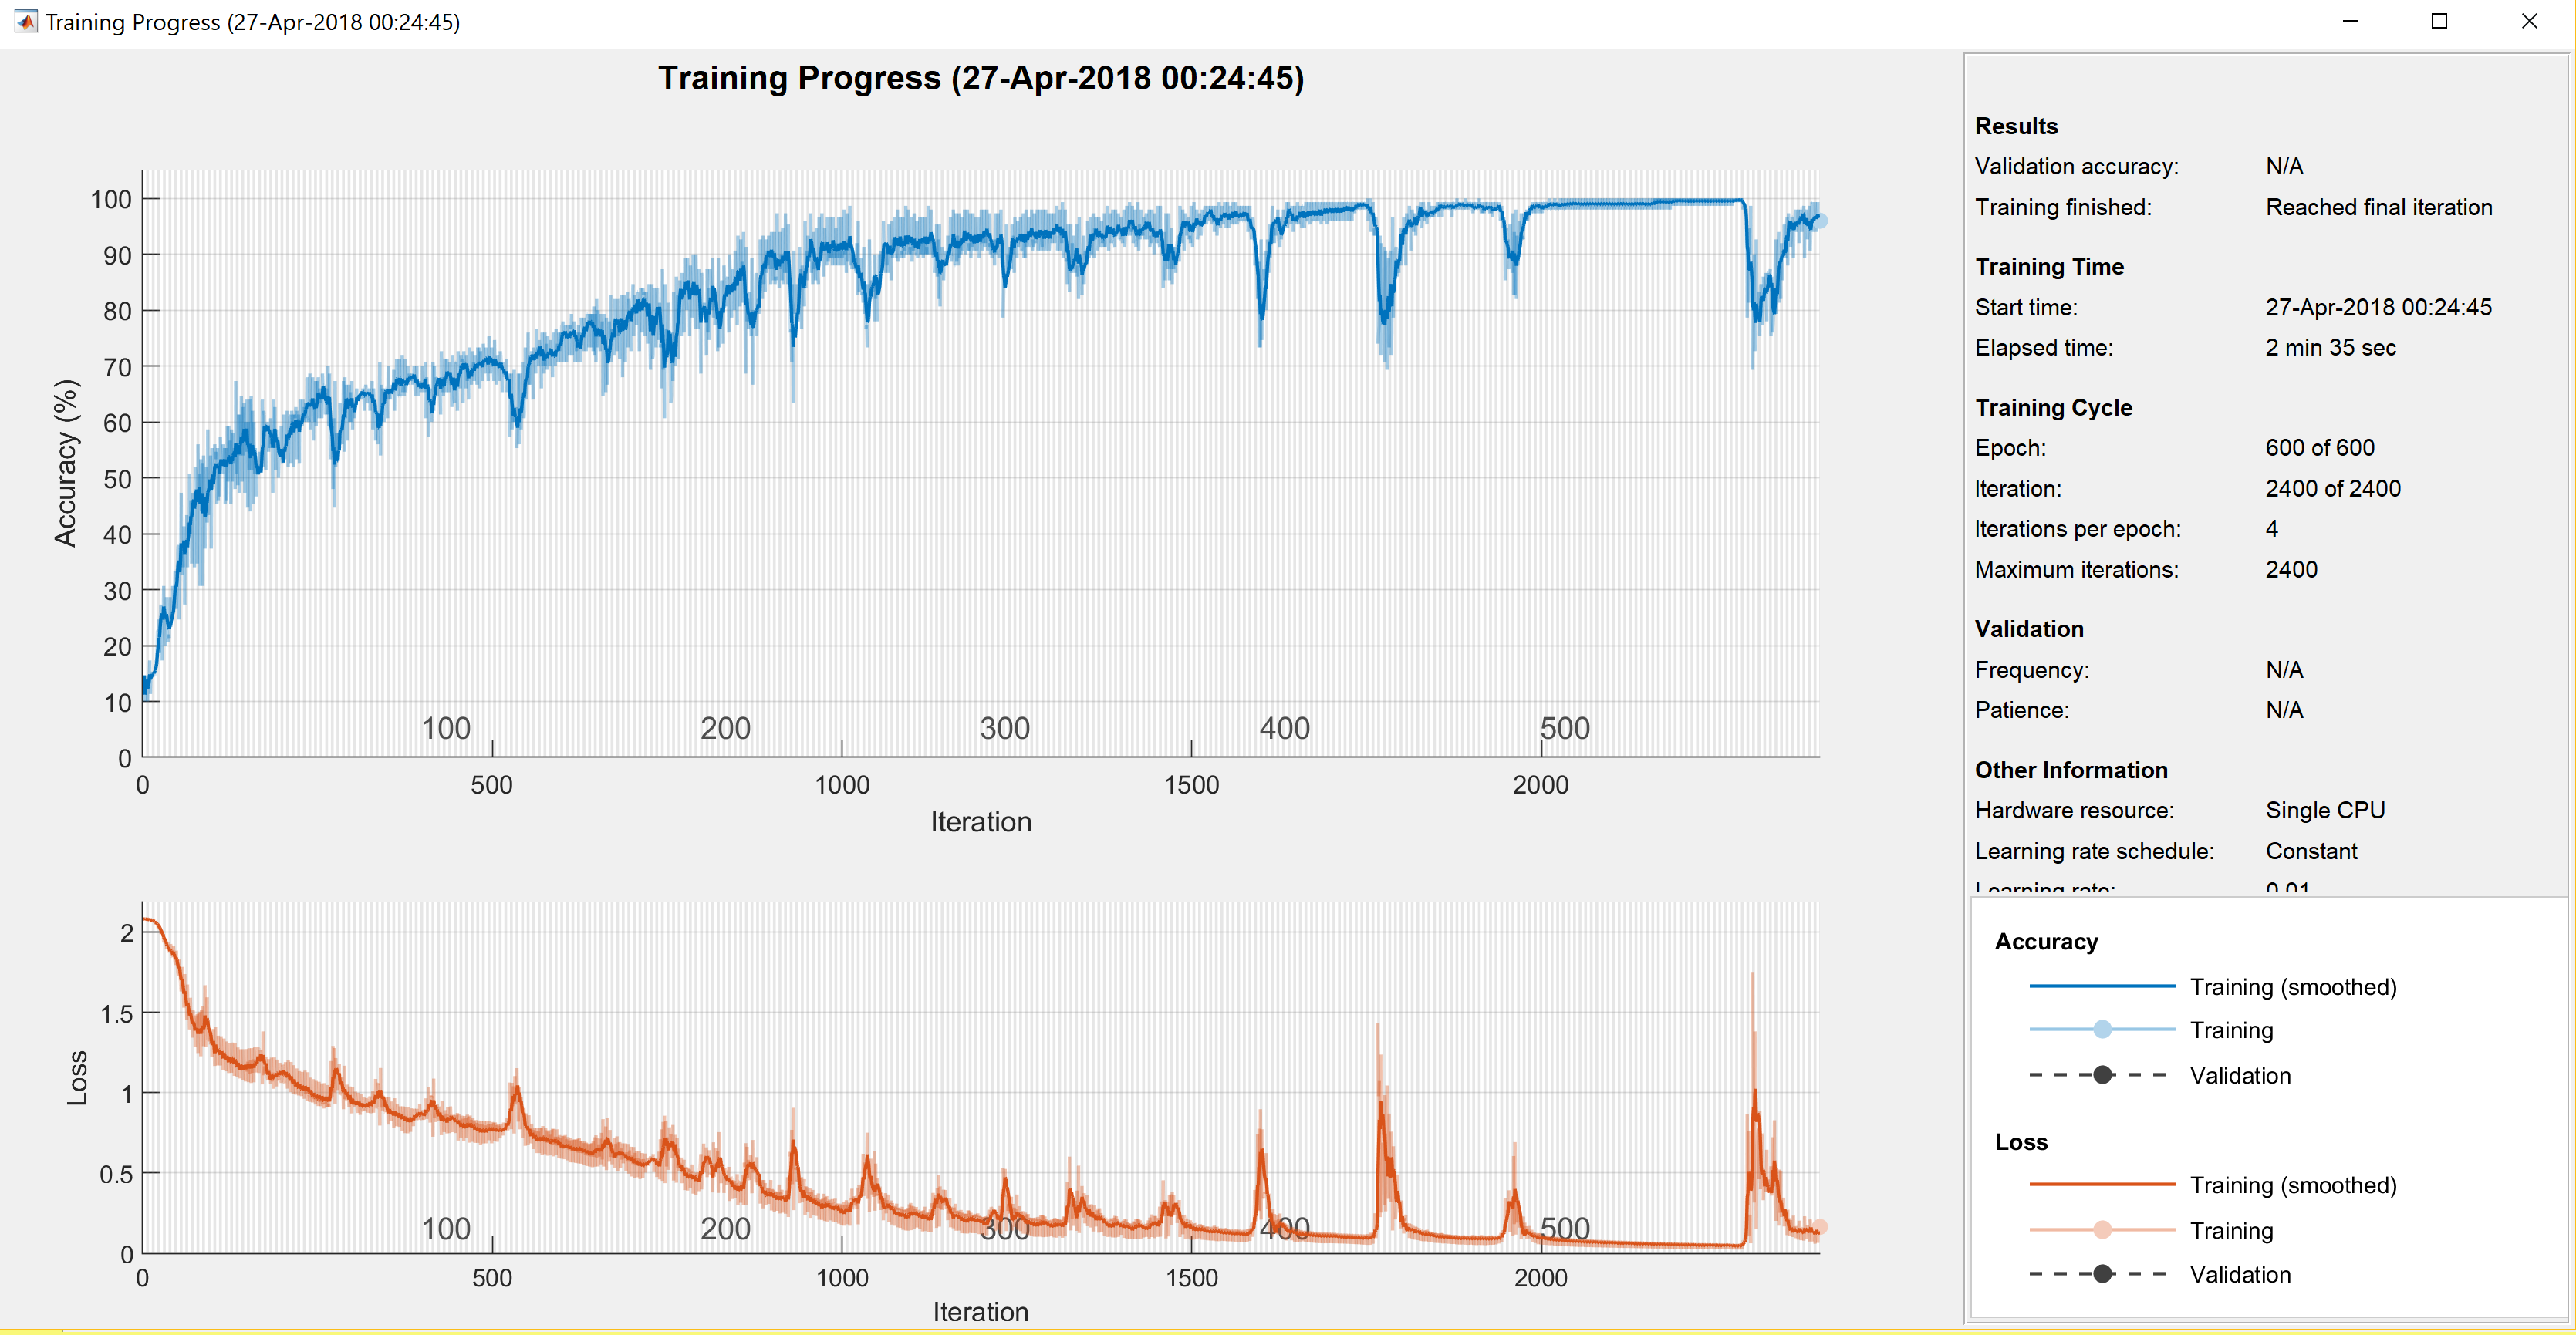 Training Progress (27-Apr-2018 00:24:45)
Training Progress (27-Apr-2018 00:24:45)
100
90
80
70
60
50
40
30
20
10
0
Accuracy (%)
100 200 300 400 500
0 500 1000 1500 2000
Iteration
2
1.5
1
0.5
0
Loss
100 200 300 400 500
0 500 1000 1500 2000
Iteration
Results
Validation accuracy: N/A
Training finished: Reached final iteration
Training Time
Start time: 27-Apr-2018 00:24:45
Elapsed time: 2 min 35 sec
Training Cycle
Epoch: 600 of 600
Iteration: 2400 of 2400
Iterations per epoch: 4
Maximum iterations: 2400
Validation
Frequency: N/A
Patience: N/A
Other Information
Hardware resource: Single CPU
Learning rate schedule: Constant
Learning rate: 0.01
Accuracy
Training (smoothed)
Training
Validation
Loss
Training (smoothed)
Training
Validation